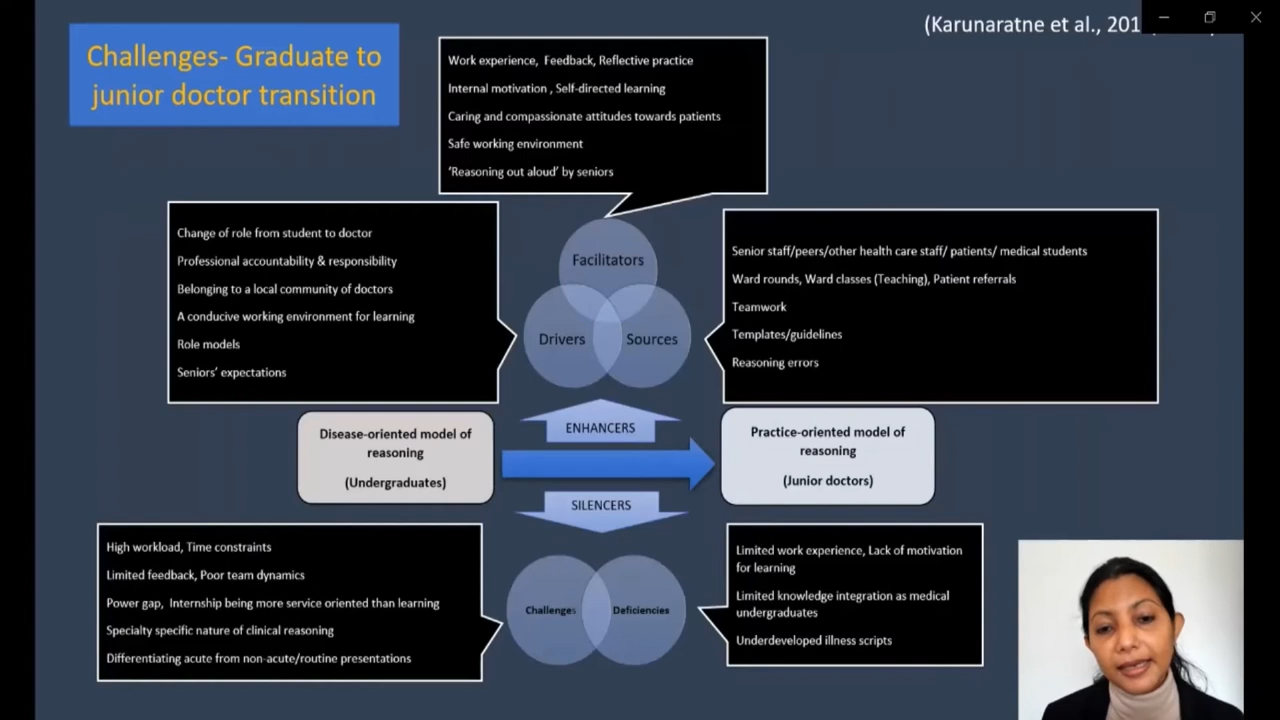 (Karunaratne et al., 201
Challenges- Graduate to
junior doctor transition
Work experience, Feedback, Reflective practice
Internal motivation , Self-directed learning
Caring and compassionate attitudes towards patients
Safe working environment
'Reasoning out aloud' by seniors
Change of role from student to doctor
Professional accountability & responsibility
Belonging to a local community of doctors
A conducive working environment for learning
Role models
Seniors' expectations
Facilitators
Drivers
Sources
Senior staff/peers/other health care staff/ patients/ medical students
Ward rounds, Ward classes (Teaching), Patient referrals
Teamwork
Templates/guidelines
Reasoning errors
Disease-oriented model of
reasoning
(Undergraduates)
ENHANCERS
SILENCERS
Practice-oriented model of
reasoning
(Junior doctors)
High workload, Time constraints
Limited feedback, Poor team dynamics
Power gap, Internship being more service oriented than learning
Specialty specific nature of clinical reasoning
Differentiating acute from non-acute/routine presentations
Challenges
Deficiencies
Limited work experience, Lack of motivation
for learning
Limited knowledge integration as medical
undergraduates
Underdeveloped illness scripts